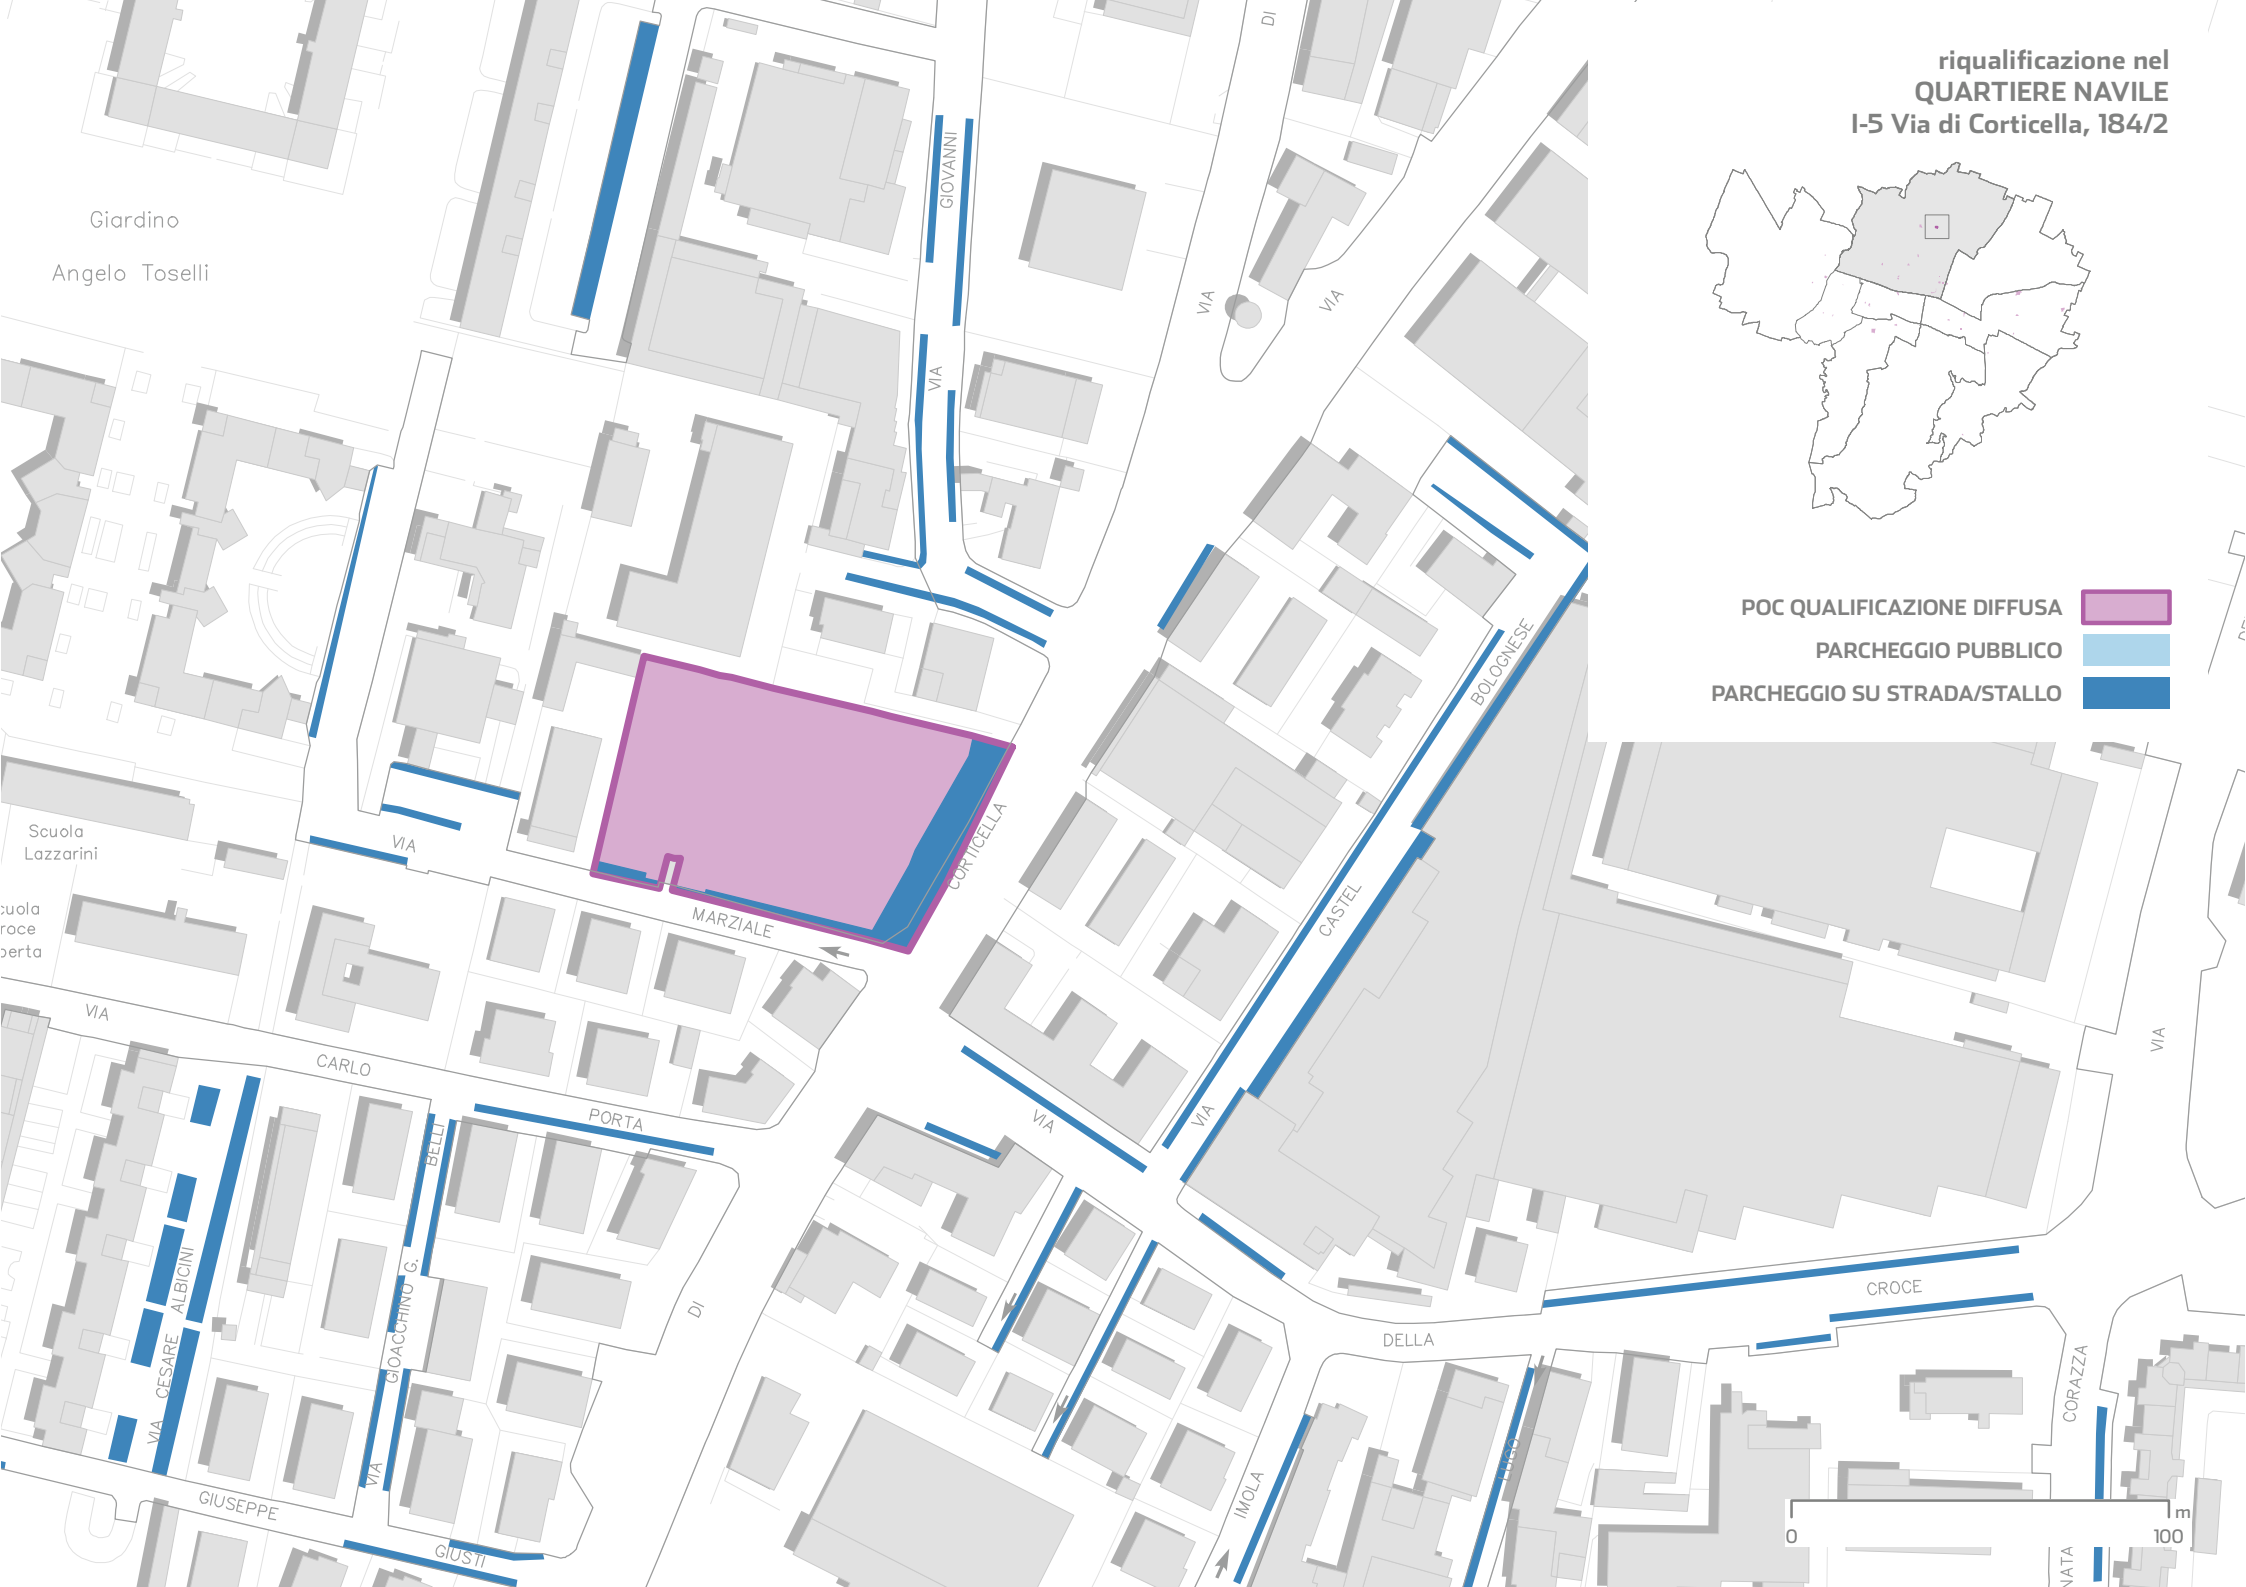 riqualificazione nel
QUARTIERE NAVILE
I-5 Via di Corticella, 184/2
POC QUALIFICAZIONE DIFFUSA
PARCHEGGIO PUBBLICO
PARCHEGGIO SU STRADA/STALLO
DI
GIOVANNI
VIA
Giardino
Angelo Toselli
VIA
VIA
BOLOGNESE
CASTEL
VIA
CORTICELLA
Scuola
Lazzarini
VIA
MARZIALE
cuola
roce
perta
VIA
CARLO
PORTA
VIA
VIA
BELLI
GIOACCHINO G.
VIA
ALBICINI
CESARE
VIA
DI
CROCE
DELLA
CORAZZA
LUGO
IMOLA
GIUSEPPE
GIUSTI
NATA
m
0
100